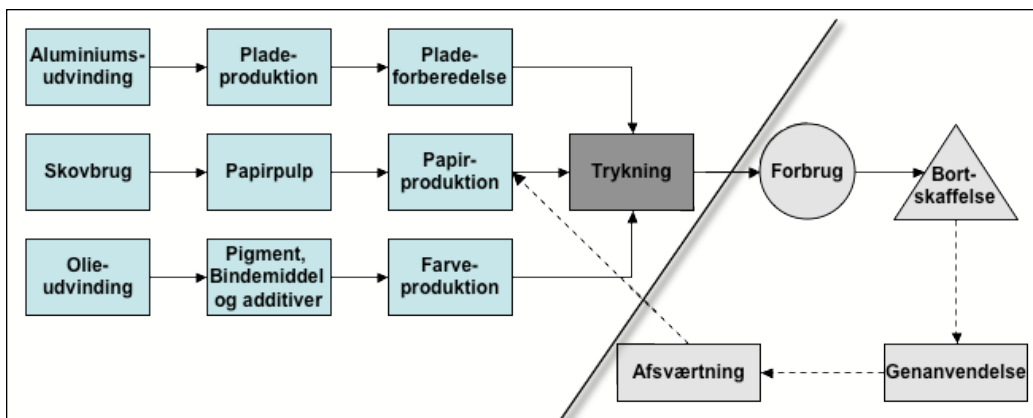 Aluminiums-
udvinding
Plade-
produktion
Plade-
forberedelse
Skovbrug
Papirpulp
Papir-
produktion
Trykning
Forbrug
Bort-
skaffelse
Olie-
udvinding
Pigment,
Bindemiddel
og additiver
Farve-
produktion
Afsværtning
Genanvendelse